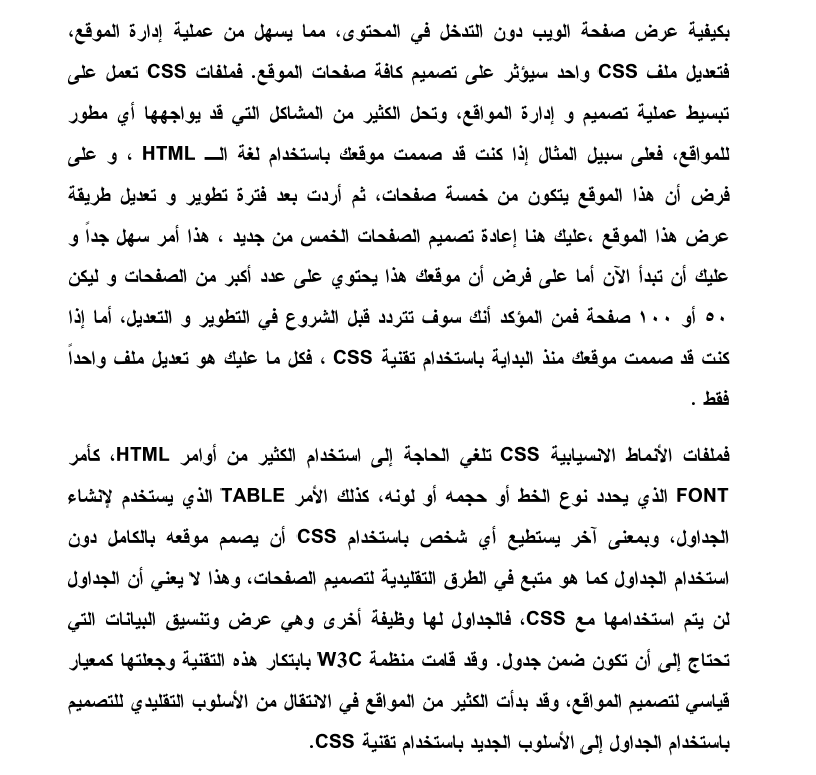 بكيفية عرض صفحة الويب دون التدخل في المحتوى، مما يسهل من عملية إدارة الموقع،
فتعديل ملف CSS واحد سيؤثر على تصميم كافة صفحات الموقع. فملفات CSS تعمل على
تبسيط عملية تصميم و إدارة المواقع، وتحل الكثير من المشاكل التي قد يواجهها أي مطور
للمواقع، فعلى سبيل المثال إذا كنت قد صممت موقعك باستخدام لغة الـــ HTML ، و على
فرض أن هذا الموقع يتكون من خمسة صفحات، ثم أردت بعد فترة تطوير و تعديل طريقة
عرض هذا الموقع ،عليك هنا إعادة تصميم الصفحات الخمس من جديد ، هذا أمر سهل جداً و
عليك أن تبدأ الآن أما على فرض أن موقعك هذا يحتوي على عدد أكبر من الصفحات و ليكن
٥٠ أو ١٠٠ صفحة فمن المؤكد أنك سوف تتردد قبل الشروع في التطوير و التعديل، أما إذا
كنت قد صممت موقعك منذ البداية باستخدام تقنية CSS ، فكل ما عليك هو تعديل ملف واحداً
فقط .
فملفات الأنماط الانسيابية CSS تلغي الحاجة إلى استخدام الكثير من أوامر HTML، كأمر
FONT الذي يحدد نوع الخط أو حجمه أو لونه، كذلك الأمر TABLE الذي يستخدم لإنشاء
الجداول، وبمعنى آخر يستطيع أي شخص باستخدام CSS أن يصمم موقعه بالكامل دون
استخدام الجداول كما هو متبع في الطرق التقليدية لتصميم الصفحات، وهذا لا يعني أن الجداول
لن يتم استخدامها مع CSS، فالجداول لها وظيفة أخرى وهي عرض وتنسيق البيانات التي
تحتاج إلى أن تكون ضمن جدول. وقد قامت منظمة W3C بابتكار هذه التقنية وجعلتها كمعيار
قياسي لتصميم المواقع، وقد بدأت الكثير من المواقع في الانتقال من الأسلوب التقليدي للتصميم
باستخدام الجداول إلى الأسلوب الجديد باستخدام تقنية CSS.